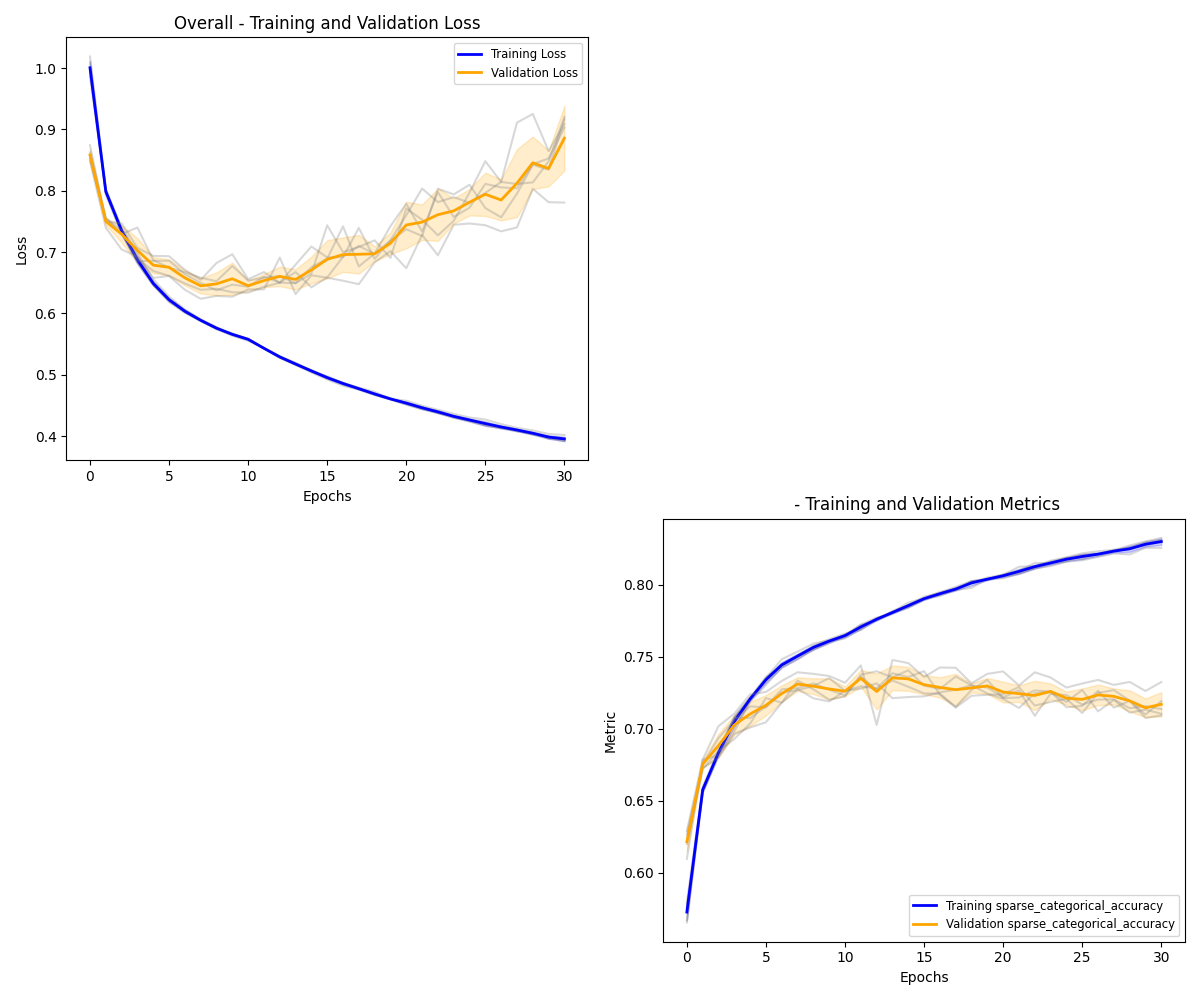 Overall - Training and Validation Loss
Training Loss
Validation Loss
1.0
0.9
0.8
0.7
0.6
0.5
0.4
Loss
0
5
10
15
20
25
30
Epochs
- Training and Validation Metrics
0.80
0.75
0.70
0.65
0.60
Metric
Training sparse_categorical_accuracy
Validation sparse_categorical_accuracy
0
5
10
15
20
25
30
Epochs